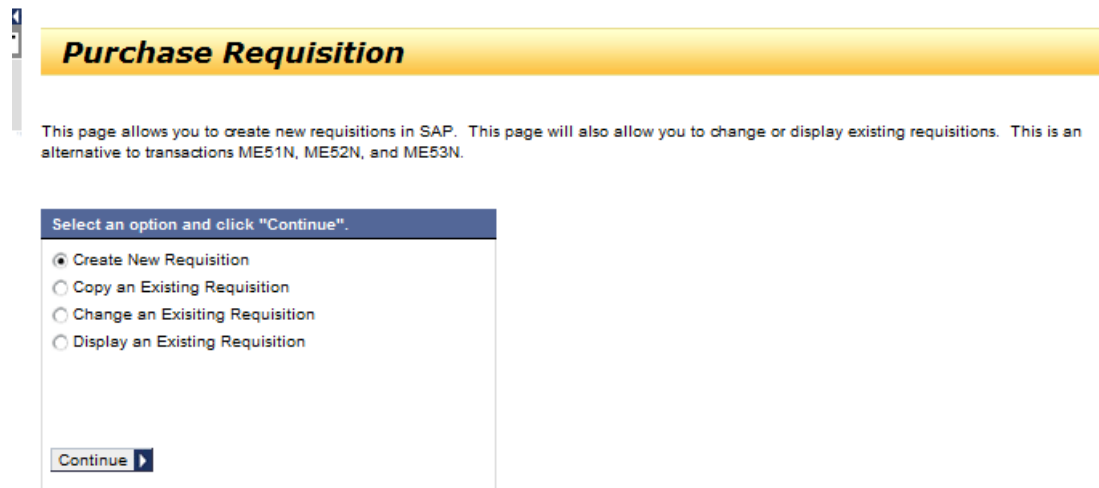 Purchase Requisition
This page allows you to create new requisitions in SAP.  This page will also allow you to change or display existing requisitions.  This is an
alternative to transactions ME51N, ME52N, and ME53N.
Select an option and click "Continue".
Create New Requisition
Copy an Existing Requisition
Change an Exisiting Requisition
Display an Existing Requisition
Continue